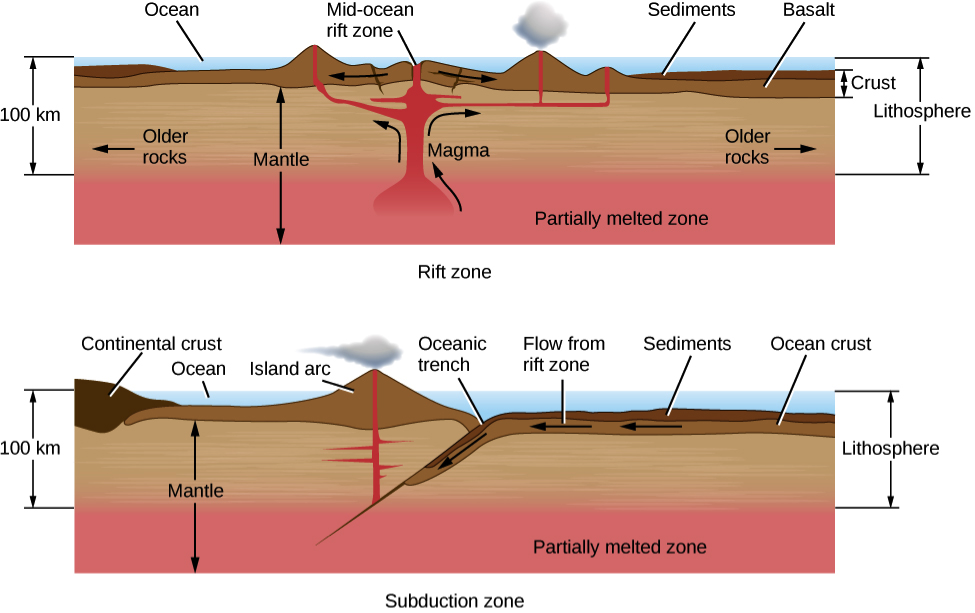 Ocean
Mid-ocean
rift zone
Sediments
Basalt
100 km
Crust
Lithosphere
Older
rocks
Mantle
Magma
Older
rocks
Partially melted zone
Rift zone
Continental crust
Ocean
Island arc
Oceanic
trench
Flow from
rift zone
Sediments
Ocean crust
100 km
Lithosphere
Mantle
Partially melted zone
Subduction zone